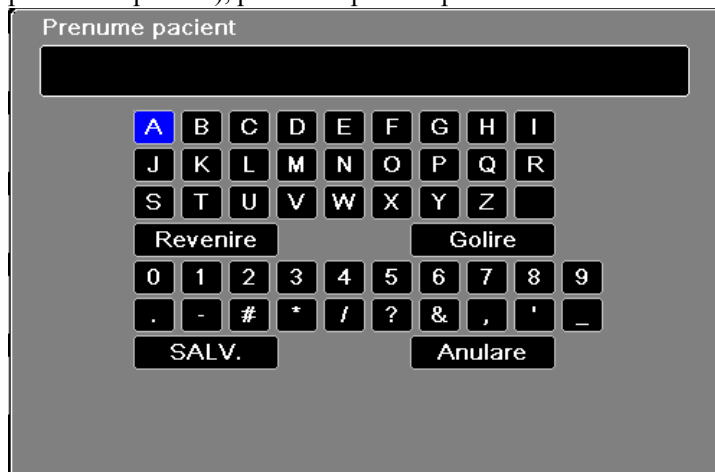 Prenume pacient
A B C D E F G H I
J K L M N O P Q R
S T U V W X Y Z
Revenire Golire
0 1 2 3 4 5 6 7 8 9
. - # * / ? & , ' _
SALV. Anulare